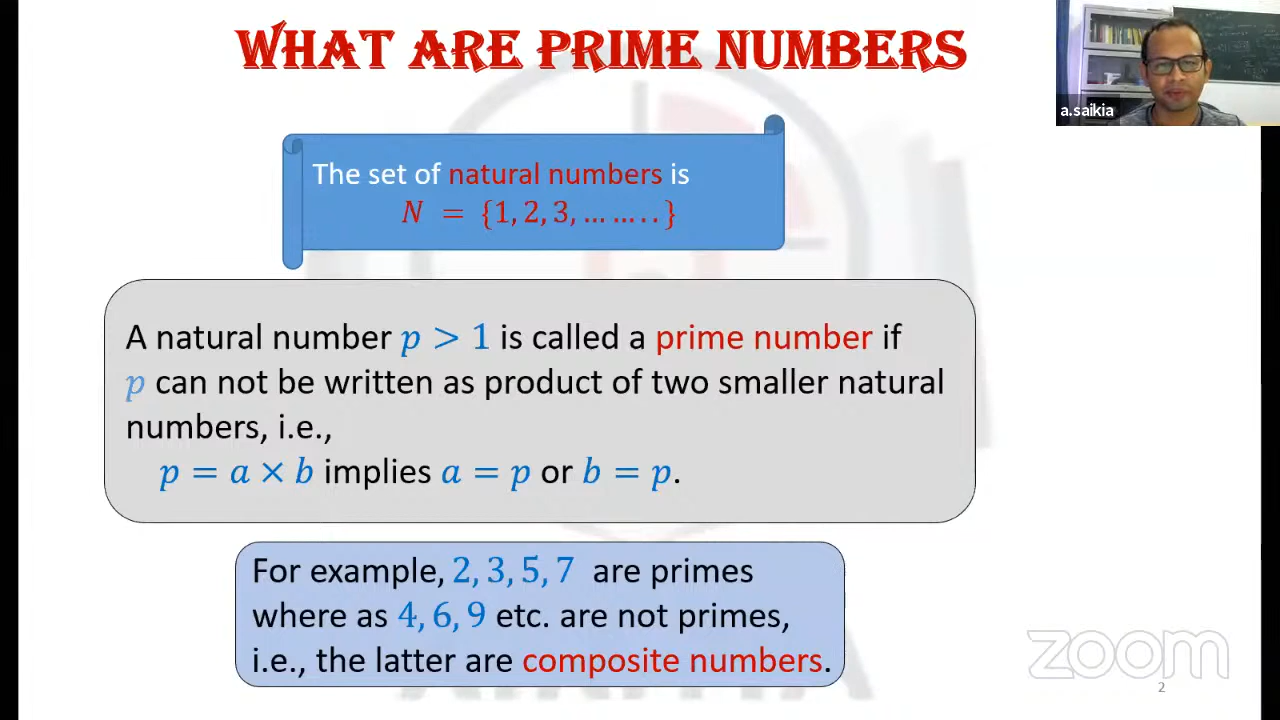 WHAT ARE PRIME NUMBERS
a.saikia
The set of natural numbers is
N = {1, 2, 3, … … . . }
A natural number p > 1 is called a prime number if
p can not be written as product of two smaller natural
numbers, i.e.,
p = a × b implies a = p or b = p.
For example, 2, 3, 5, 7 are primes
where as 4, 6, 9 etc. are not primes,
i.e., the latter are composite numbers.
zoom
2